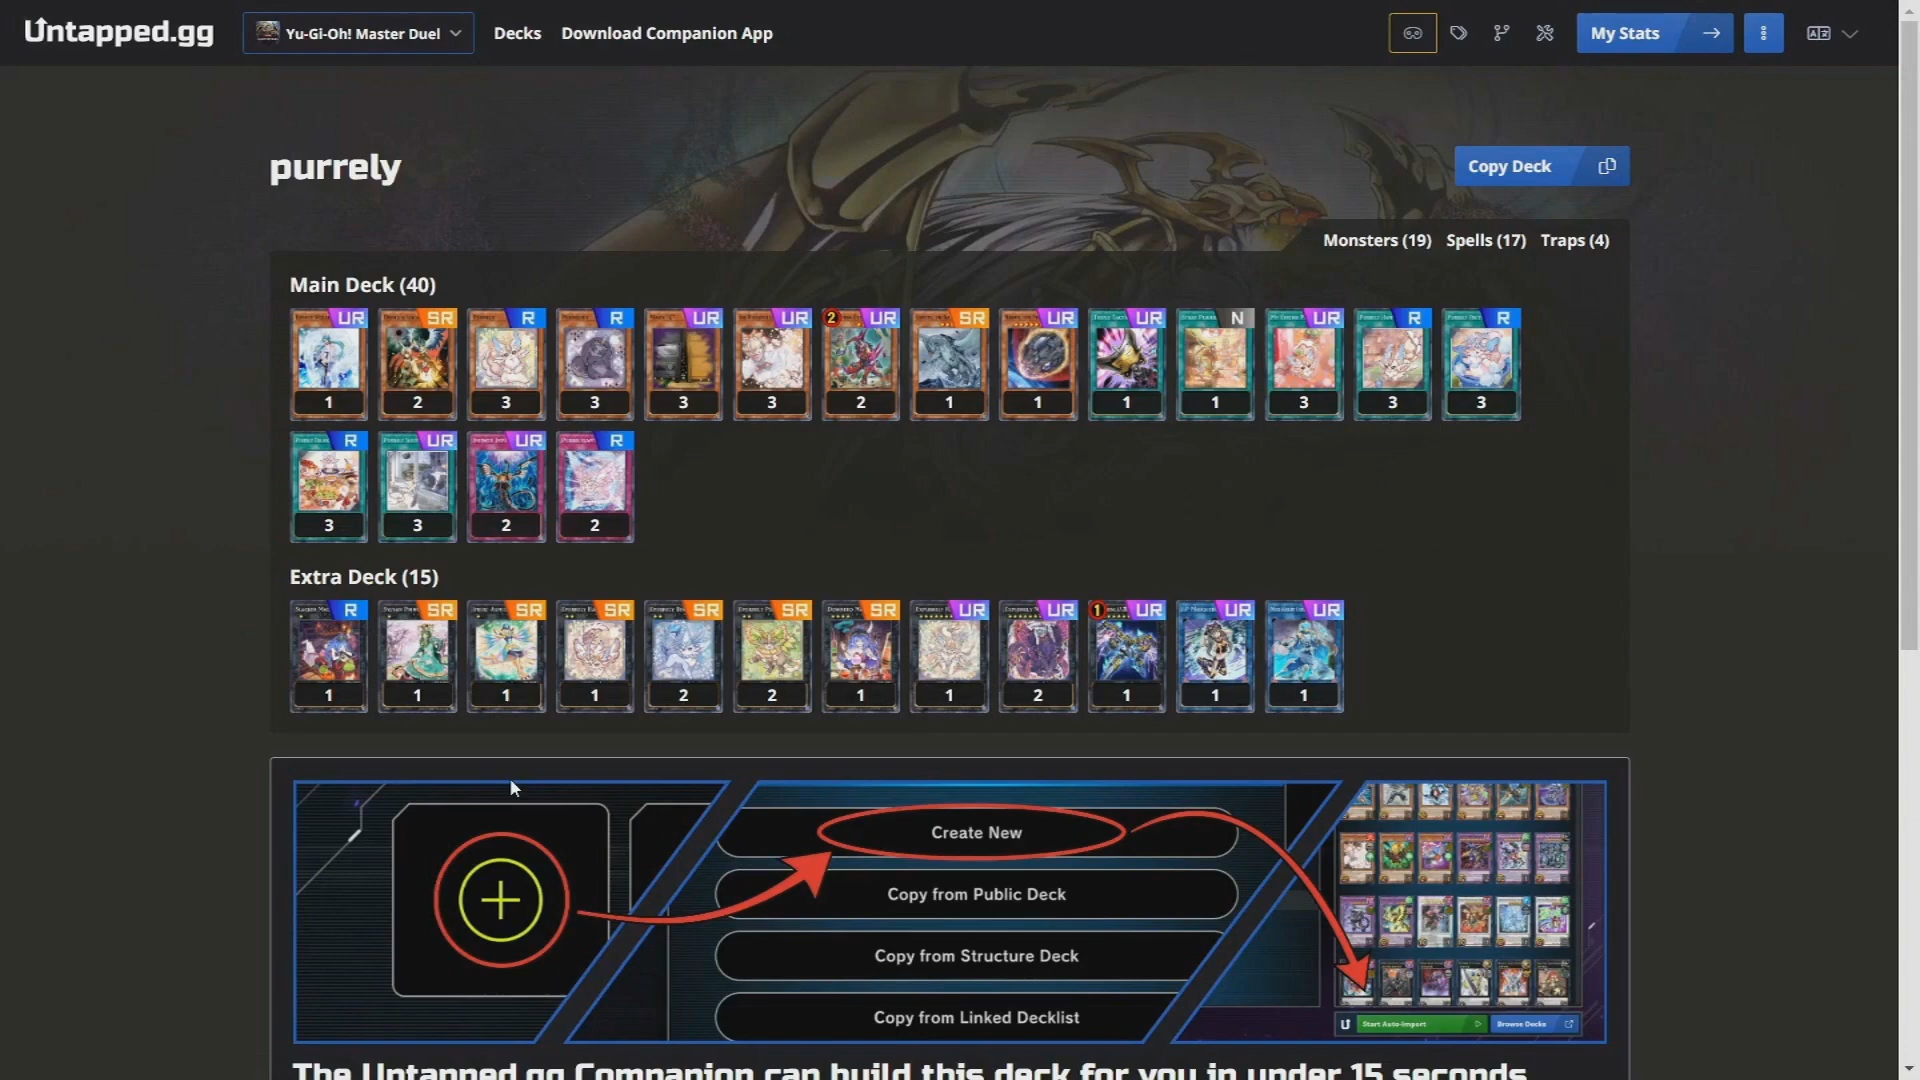 Untapped.gg
Yu-Gi-Oh! Master Duel
Decks
Download Companion App
My Stats
purrely
Copy Deck
Monsters (19) Spells (17) Traps (4)
Main Deck (40)
UR SR R R UR UR 2 UR SR UR UR N UR R R
1 2 3 3 3 3 2 1 1 1 1 3 3 3
R UR UR R
3 3 2 2
Extra Deck (15)
R SR SR SR SR SR SR UR UR 1 UR UR UR
1 1 1 1 2 2 1 1 2 1 1 1
Create New
Copy from Public Deck
Copy from Structure Deck
Copy from Linked Decklist
Start Auto-Import
Browse Decks
The Untapped.gg Companion can build this deck for you in under 15 seconds